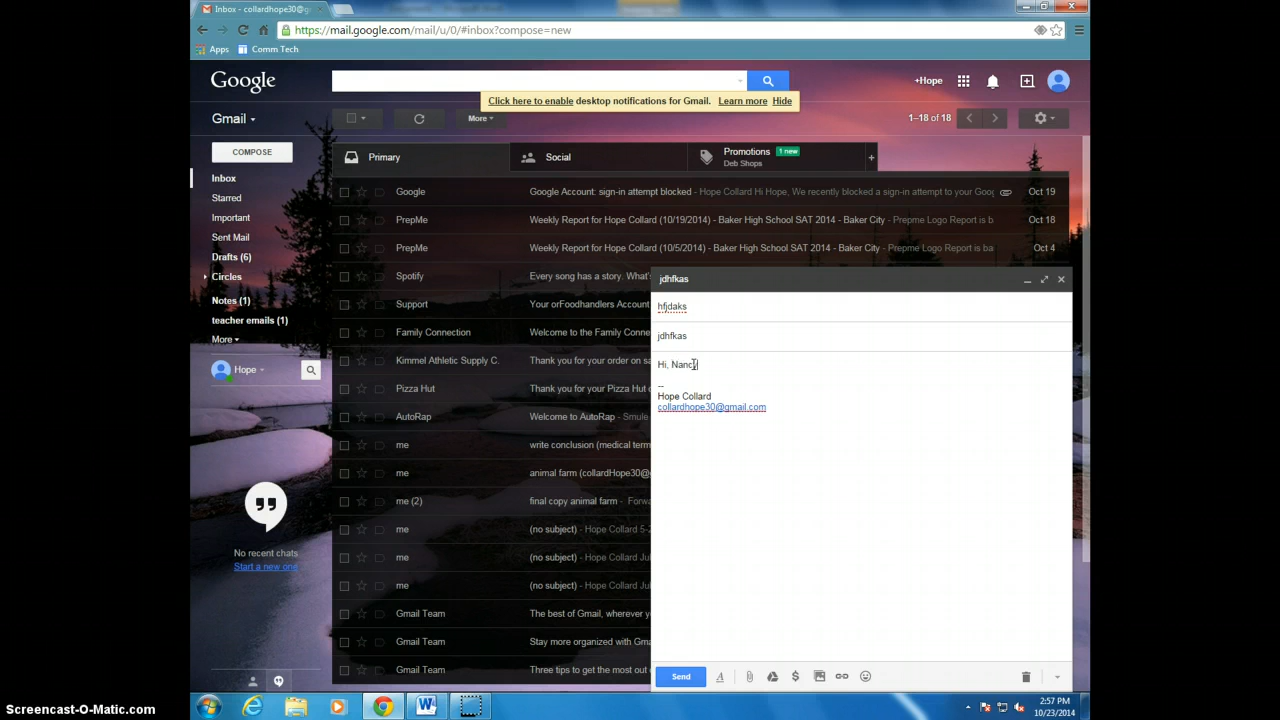 Inbox - collardhope30@g
https://mail.google.com/mail/u/0/#inbox?compose=new
Apps Comm Tech
Google
+Hope
Click here to enable desktop notifications for Gmail. Learn more Hide
Gmail
More
1–18 of 18
COMPOSE
Primary
Social
Promotions 1 new
Deb Shops
Inbox
Starred
Important
Sent Mail
Drafts (6)
Circles
Notes (1)
teacher emails (1)
More
Hope
No recent chats
Start a new one
Google Google Account: sign-in attempt blocked - Hope Collard Hi Hope, We recently blocked a sign-in attempt to your Goog Oct 19
PrepMe Weekly Report for Hope Collard (10/19/2014) - Baker High School SAT 2014 - Baker City - Prepme Logo Report is b Oct 18
PrepMe Weekly Report for Hope Collard (10/5/2014) - Baker High School SAT 2014 - Baker City - Prepme Logo Report is ba Oct 4
Spotify Every song has a story. What's
Support Your orFoodhandlers Account
Family Connection Welcome to the Family Conne
Kimmel Athletic Supply C. Thank you for your order on sa
Pizza Hut Thank you for your Pizza Hut o
AutoRap Welcome to AutoRap - Smule
me write conclusion (medical term
me animal farm (collardHope30@
me (2) final copy animal farm - Forwa
me (no subject) - Hope Collard 5-2
me (no subject) - Hope Collard Jul
me (no subject) - Hope Collard Jul
Gmail Team The best of Gmail, wherever y
Gmail Team Stay more organized with Gma
Gmail Team Three tips to get the most out
jdhfkas
hfjdaks
jdhfkas
Hi, Nancy
--
Hope Collard
collardhope30@gmail.com
Send
2:57 PM
10/23/2014
Screencast-O-Matic.com